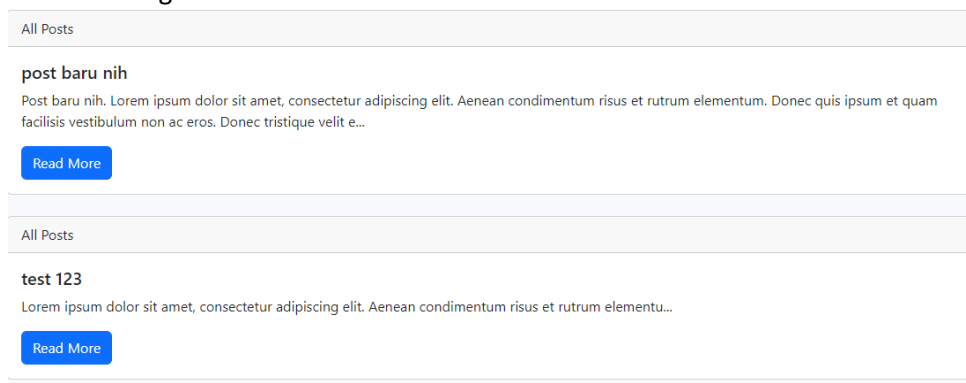 All Posts
post baru nih
Post baru nih. Lorem ipsum dolor sit amet, consectetur adipiscing elit. Aenean condimentum risus et rutrum elementum. Donec quis ipsum et quam
facilisis vestibulum non ac eros. Donec tristique velit e...
Read More
All Posts
test 123
Lorem ipsum dolor sit amet, consectetur adipiscing elit. Aenean condimentum risus et rutrum elementu...
Read More